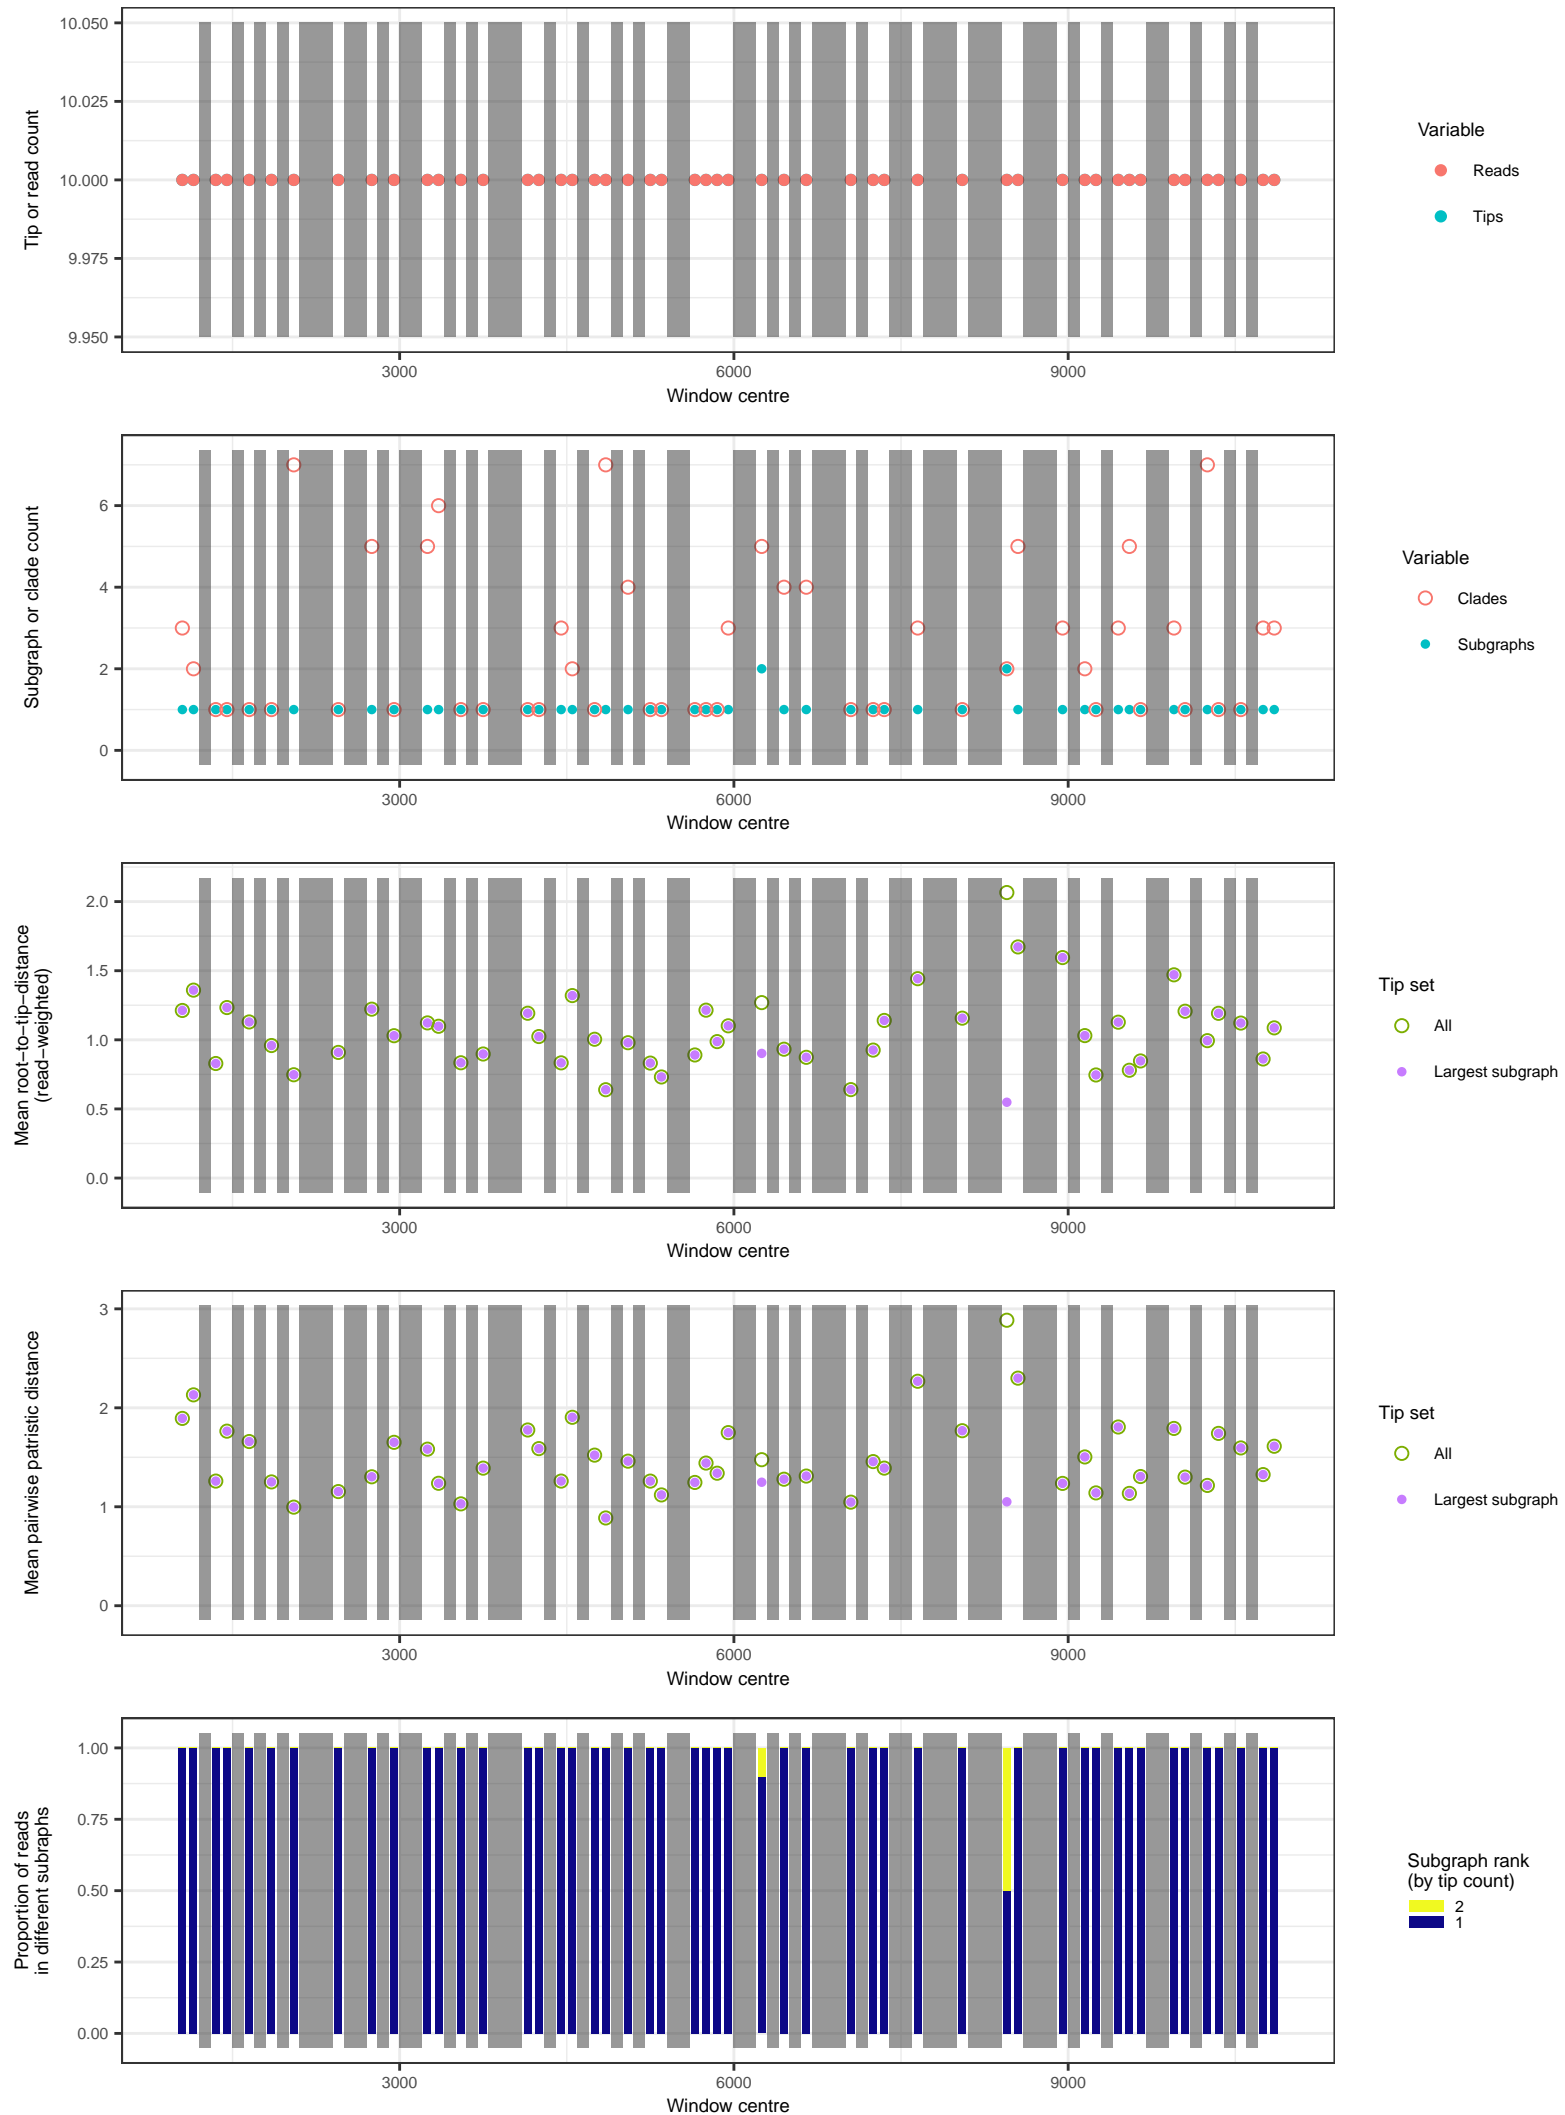 10.050
10.025
10.000
9.975
9.950
Tip or read count
3000
6000
9000
Window centre
Variable
Reads
Tips
6
4
2
0
Subgraph or clade count
3000
6000
9000
Window centre
Variable
Clades
Subgraphs
2.0
1.5
1.0
0.5
0.0
Mean root−to−tip−distance
(read−weighted)
3000
6000
9000
Window centre
Tip set
All
Largest subgraph
3
2
1
0
Mean pairwise patristic distance
3000
6000
9000
Window centre
Tip set
All
Largest subgraph
1.00
0.75
0.50
0.25
0.00
Proportion of reads
in different subraphs
3000
6000
9000
Window centre
Subgraph rank
(by tip count)
2
1